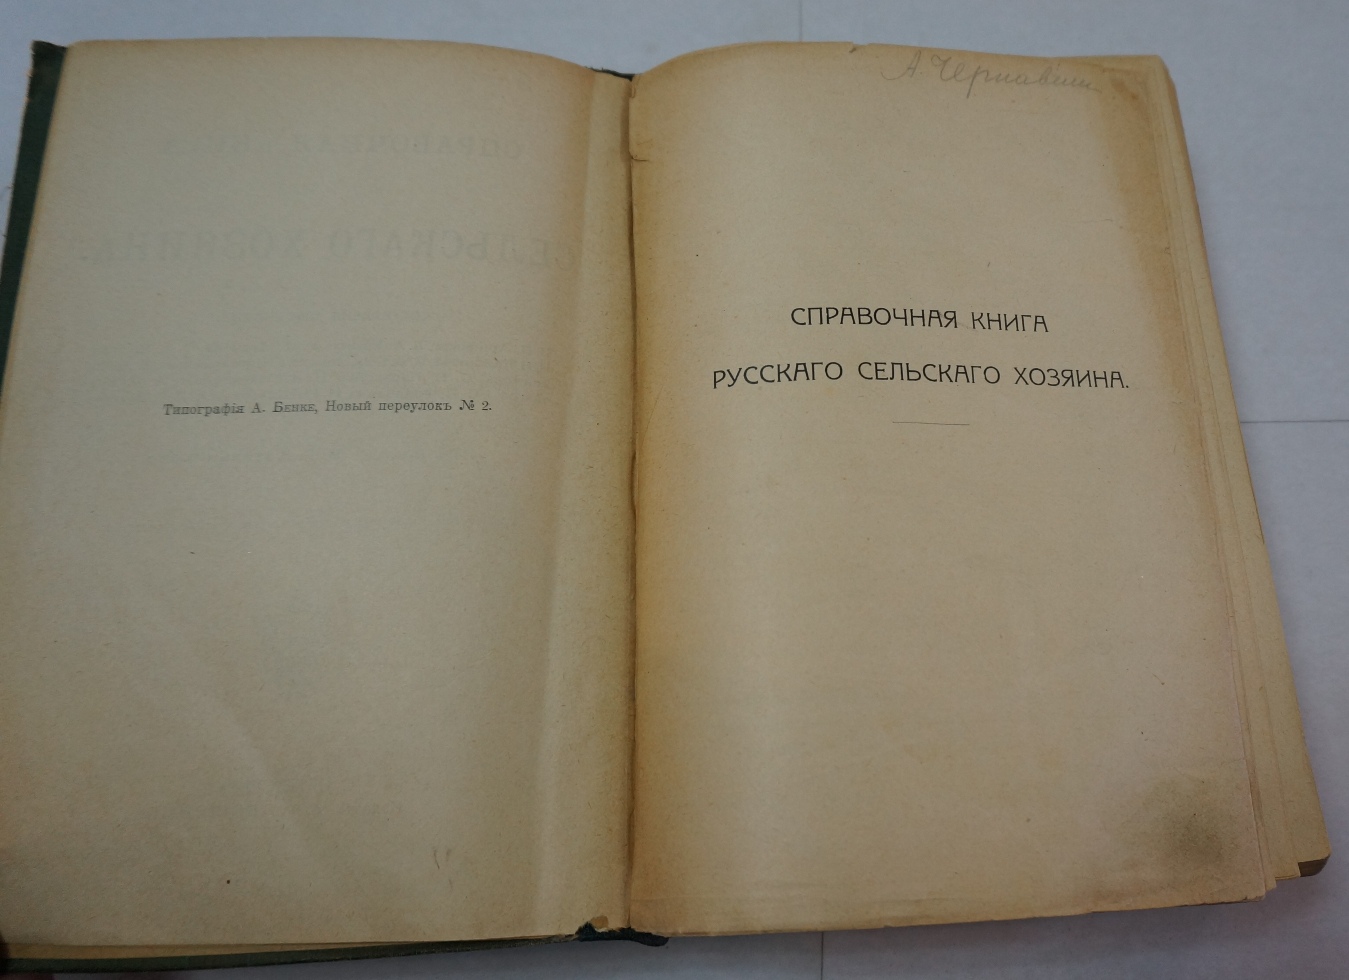 Типографія А. Бенке, Новый переулокъ № 2.
А. Чернавин
СПРАВОЧНАЯ КНИГА
РУССКАГО СЕЛЬСКАГО ХОЗЯИНА.